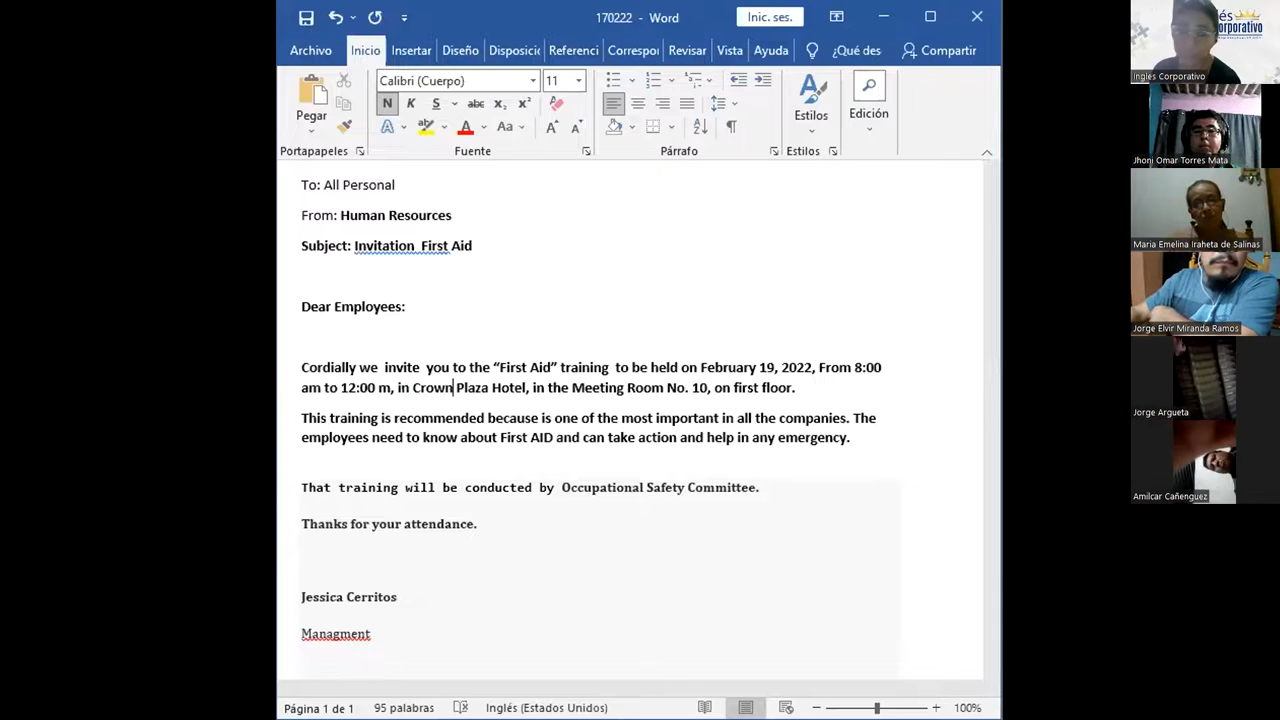 170222 - Word
Inic. ses.
Archivo
Inicio
Insertar
Diseño
Disposici
Referenci
Correspo
Revisar
Vista
Ayuda
¿Qué des
Compartir
Pegar
Calibri (Cuerpo)
11
N K S abc x₂ x²
Aa
Estilos
Edición
Portapapeles
Fuente
Párrafo
Estilos
To: All Personal
From: Human Resources
Subject: Invitation  First Aid
Dear Employees:
Cordially we  invite  you to the “First Aid” training  to be held on February 19, 2022, From 8:00
am to 12:00 m, in Crown Plaza Hotel, in the Meeting Room No. 10, on first floor.
This training is recommended because is one of the most important in all the companies. The
employees need to know about First AID and can take action and help in any emergency.
That training will be conducted by Occupational Safety Committee.
Thanks for your attendance.
Jessica Cerritos
Managment
Página 1 de 1
95 palabras
Inglés (Estados Unidos)
100%
és
orporativo
Inglés Corporativo
Jhoni Omar Torres Mata
Maria Emelina Iraheta de Salinas
Jorge Elvir Miranda Ramos
Jorge Argueta
Amilcar Cañenguez